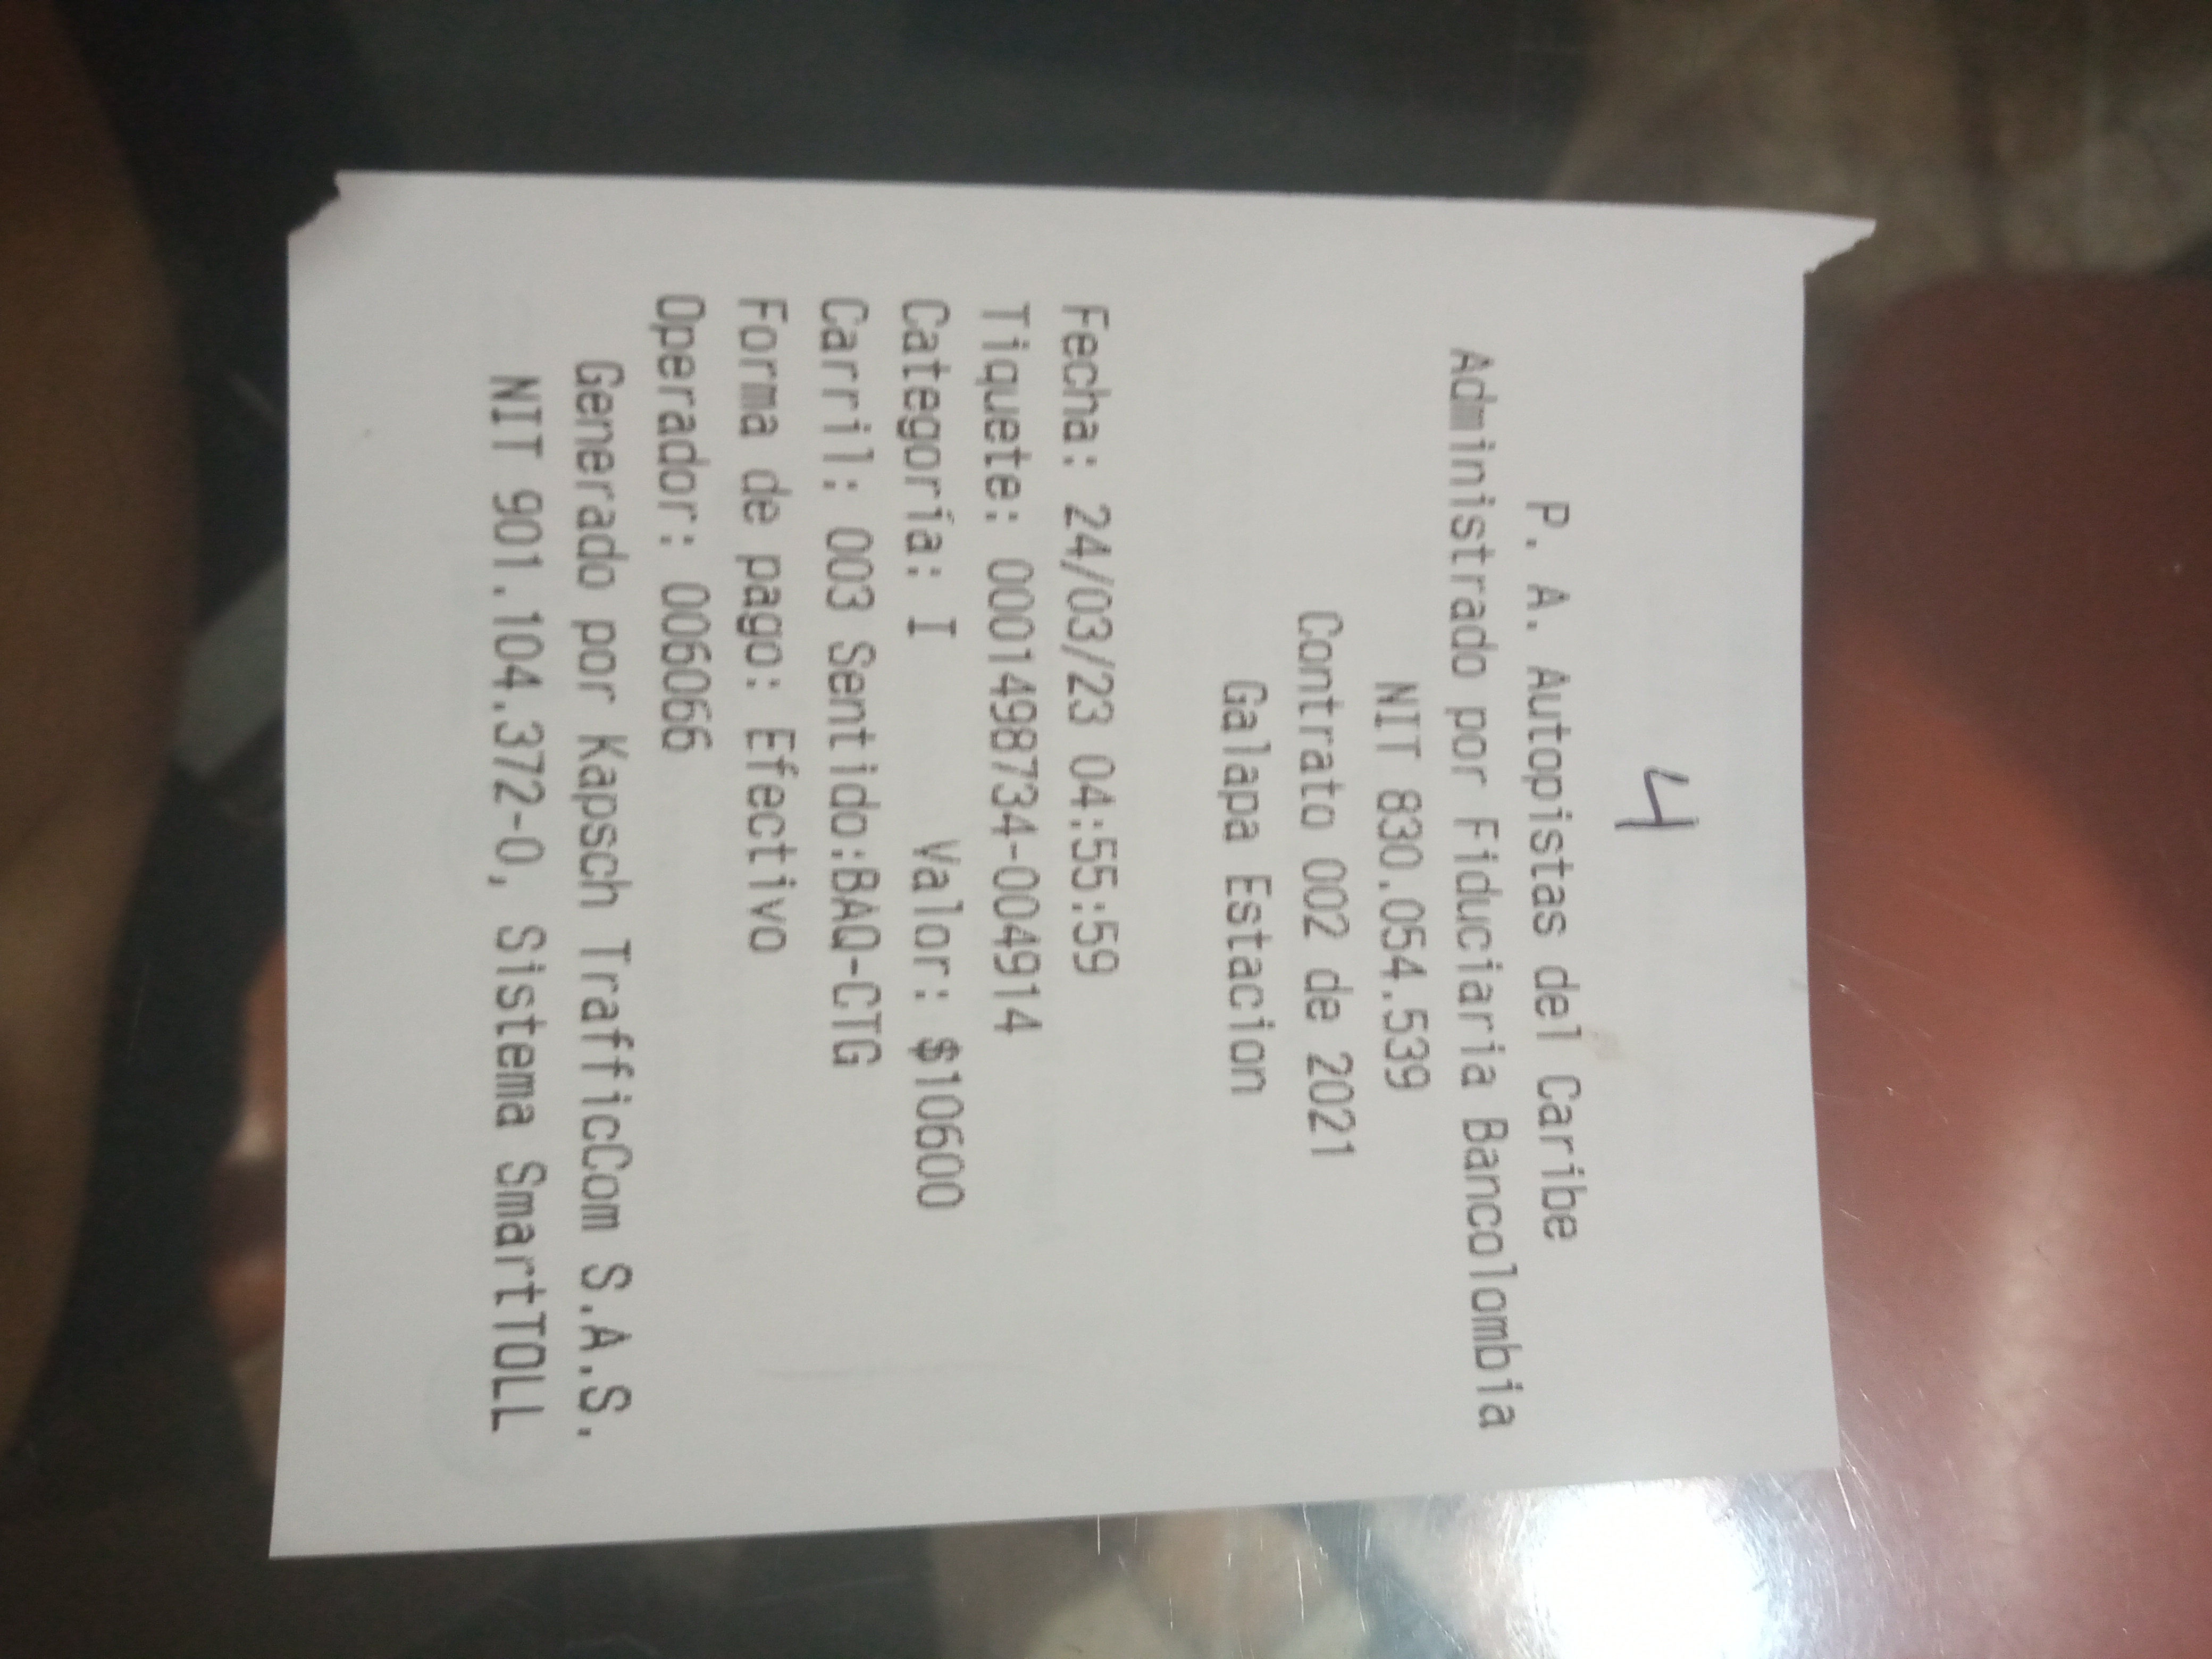 4
P. A. Autopistas del Caribe
Administrado por Fiduciaria Bancolombia
NIT 830.054.539
Contrato 002 de 2021
Galapa Estacion
Fecha: 24/03/23 04:55:59
Tiquete: 0001498734-004914
Categoría: I Valor: $10600
Carril: 003 Sentido:BAQ-CTG
Forma de pago: Efectivo
Operador: 006066
Generado por Kapsch TrafficCom S.A.S.
NIT 901.104.372-0, Sistema SmartTOLL